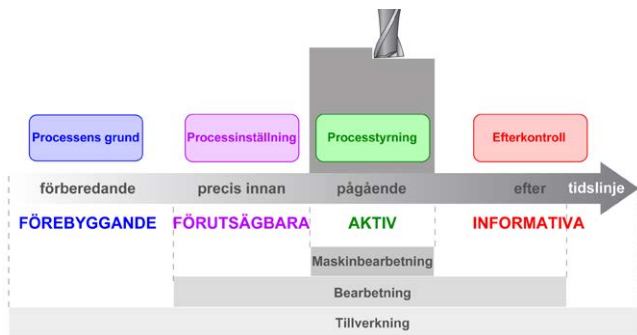 Processens grund
Processinställning
Processtyrning
Efterkontroll
förberedande
precis innan
pågående
efter
tidslinje
FÖREBYGGANDE
FÖRUTSÄGBARA
AKTIV
INFORMATIVA
Maskinbearbetning
Bearbetning
Tillverkning